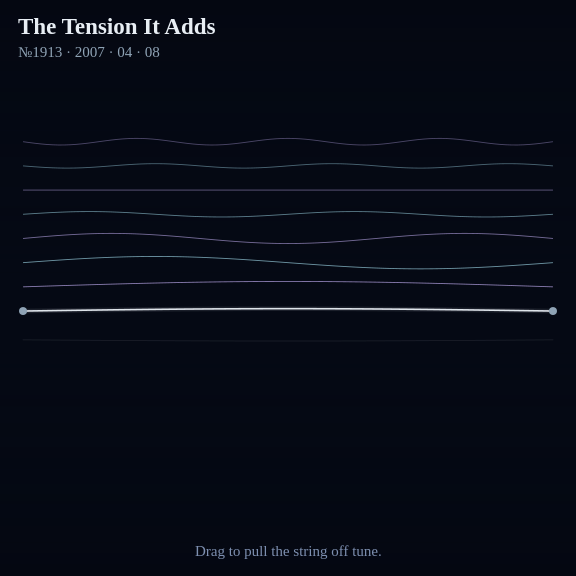 The Tension It Adds
№1913 · 2007 · 04 · 08
Drag to pull the string off tune.